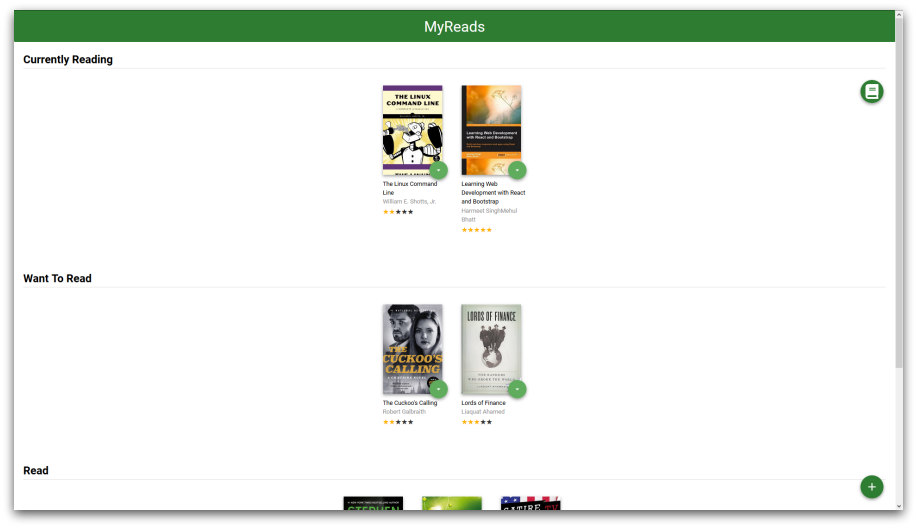 MyReads
Currently Reading
THE LINUX
COMMAND LINE
Learning Web Development
with React and Bootstrap
The Linux Command
Line
William E. Shotts, Jr.
Learning Web
Development with React
and Bootstrap
Harmeet SinghMehul
Bhatt
Want To Read
THE
CUCKOO'S
CALLING
LORDS OF FINANCE
The Cuckoo's Calling
Robert Galbraith
Lords of Finance
Liaquat Ahamed
Read
STEPHEN
SATIRE